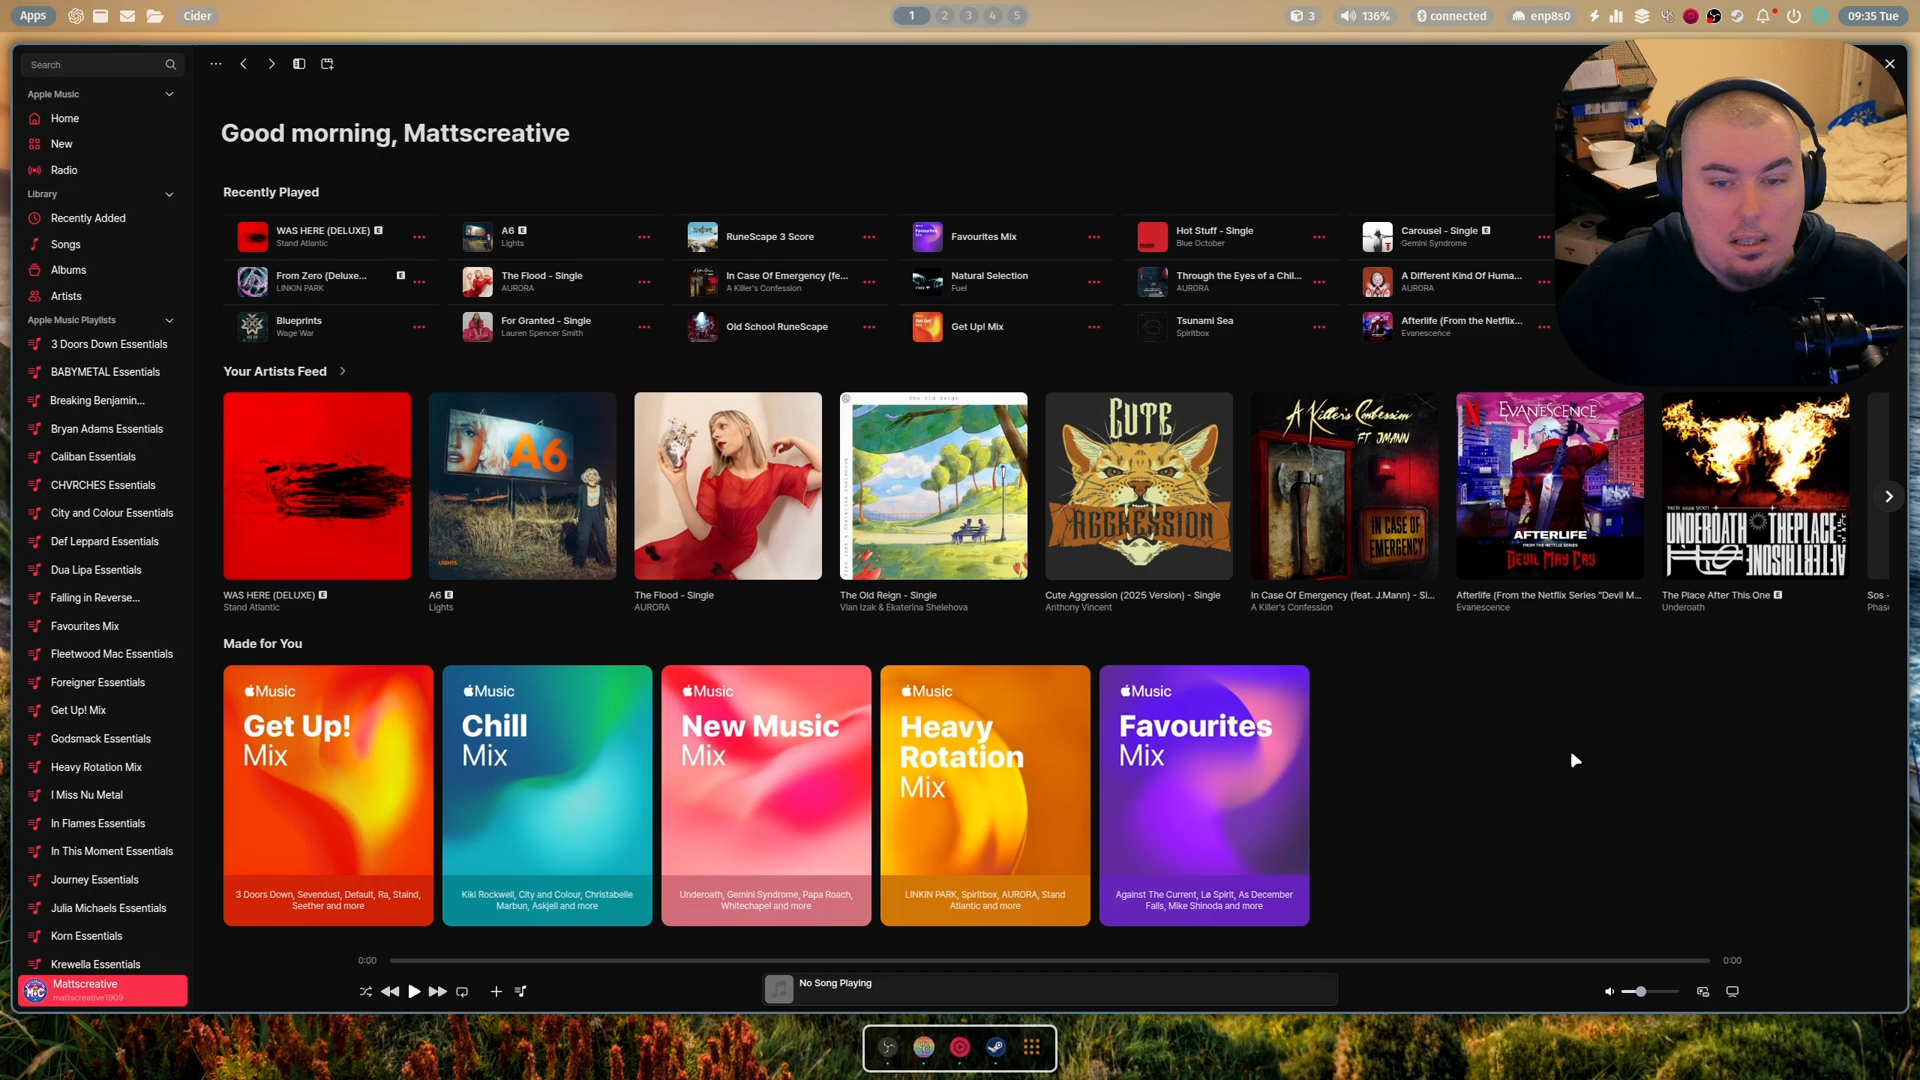 Apps
Cider
1 2 3 4 5
3
136%
connected
enp8s0
09:35 Tue
Search
Apple Music
Home
New
Radio
Library
Recently Added
Songs
Albums
Artists
Apple Music Playlists
3 Doors Down Essentials
BABYMETAL Essentials
Breaking Benjamin...
Bryan Adams Essentials
Caliban Essentials
CHVRCHES Essentials
City and Colour Essentials
Def Leppard Essentials
Dua Lipa Essentials
Falling in Reverse...
Favourites Mix
Fleetwood Mac Essentials
Foreigner Essentials
Get Up! Mix
Godsmack Essentials
Heavy Rotation Mix
I Miss Nu Metal
In Flames Essentials
In This Moment Essentials
Journey Essentials
Julia Michaels Essentials
Korn Essentials
Krewella Essentials
Mattscreative
mattscreative1909
Good morning, Mattscreative
Recently Played
WAS HERE (DELUXE) E
Stand Atlantic
A6 E
Lights
RuneScape 3 Score
Favourites Mix
Hot Stuff - Single
Blue October
Carousel - Single E
Gemini Syndrome
From Zero (Deluxe... E
LINKIN PARK
The Flood - Single
AURORA
In Case Of Emergency (fe...
A Killer's Confession
Natural Selection
Fuel
Through the Eyes of a Chil...
AURORA
A Different Kind Of Huma...
AURORA
Blueprints
Wage War
For Granted - Single
Lauren Spencer Smith
Old School RuneScape
Get Up! Mix
Tsunami Sea
Spiritbox
Afterlife (From the Netflix...
Evanescence
Your Artists Feed
A6
LIGHTS
The Old Reign
CUTE
AGGRESSION
A Killer's Confession
FT JMANN
IN CASE OF EMERGENCY
EVANESCENCE
AFTERLIFE
FROM THE NETFLIX SERIES
DEVIL MAY CRY
UNDEROATH THEPLACE
AFTERTHISONE
WAS HERE (DELUXE) E
Stand Atlantic
A6 E
Lights
The Flood - Single
AURORA
The Old Reign - Single
Vian Izak & Ekaterina Shelehova
Cute Aggression (2025 Version) - Single
Anthony Vincent
In Case Of Emergency (feat. J.Mann) - Si...
A Killer's Confession
Afterlife (From the Netflix Series "Devil M...
Evanescence
The Place After This One E
Underoath
Sos -
Phase
Made for You
Music
Get Up!
Mix
3 Doors Down, Sevendust, Default, Ra, Staind,
Seether and more
Music
Chill
Mix
Kiki Rockwell, City and Colour, Christabelle
Marbun, Askjell and more
Music
New Music
Mix
Underoath, Gemini Syndrome, Papa Roach,
Whitechapel and more
Music
Heavy
Rotation
Mix
LINKIN PARK, Spiritbox, AURORA, Stand
Atlantic and more
Music
Favourites
Mix
Against The Current, Lø Spirit, As December
Falls, Mike Shinoda and more
0:00
0:00
No Song Playing